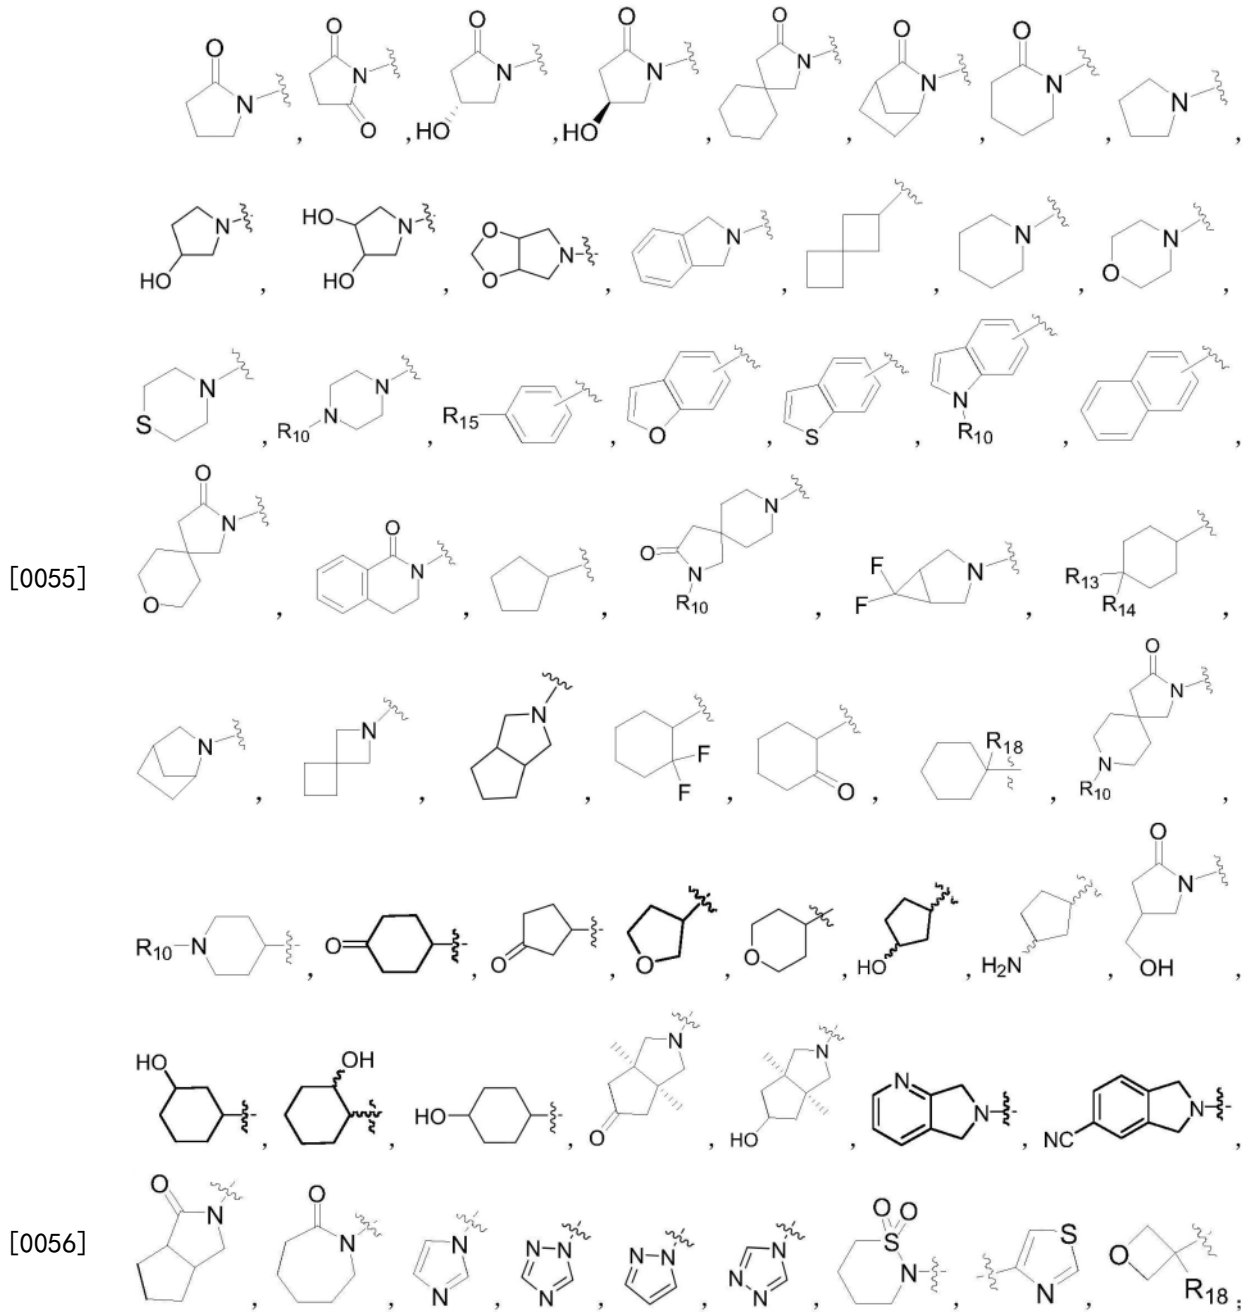 O N , O N O , O N HO , O N HO , O N , O N , O N , N ,
N HO , HO N HO , O O N , N , , N , N O ,
N S , N N R10 , R15 , O , S , N R10 , ,
[0055] O N O , O N , , N O N R10 , F F N , R13 R14 ,
N , N , N , F F , O , R18 , O N N R10 ,
R10 N , O , O , O , O , HO , H2N , O N OH ,
HO , OH , HO , N O , N HO , N N , N NC ,
[0056] O N , O N , N N , N N N , N N , N N N , O O S N , S N , O R18 ;